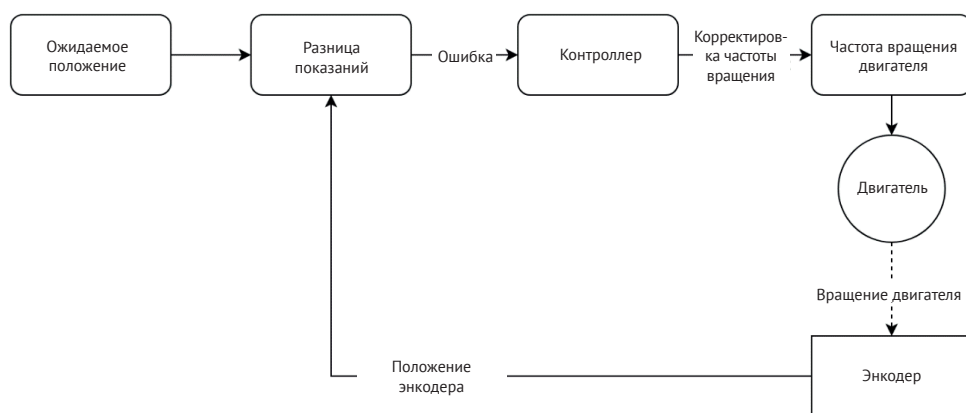 Ожидаемое
положение
Разница
показаний
Ошибка
Контроллер
Корректиров-
ка частоты
вращения
Частота вращения
двигателя
Двигатель
Вращение двигателя
Энкодер
Положение
энкодера